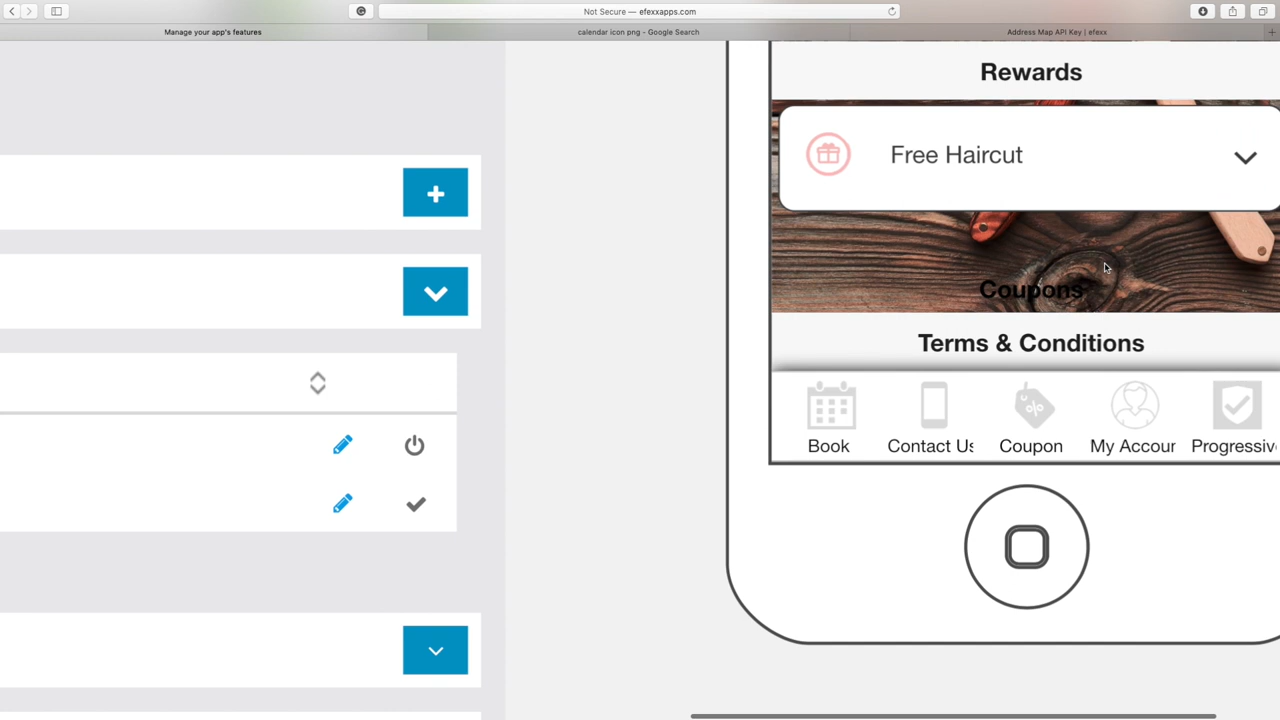 Not Secure — efexxapps.com
Manage your app's features
calendar icon png - Google Search
Address Map API Key | efexx
Rewards
Free Haircut
Coupons
Terms & Conditions
%
Book
Contact Us
Coupon
My Accour
Progressiv